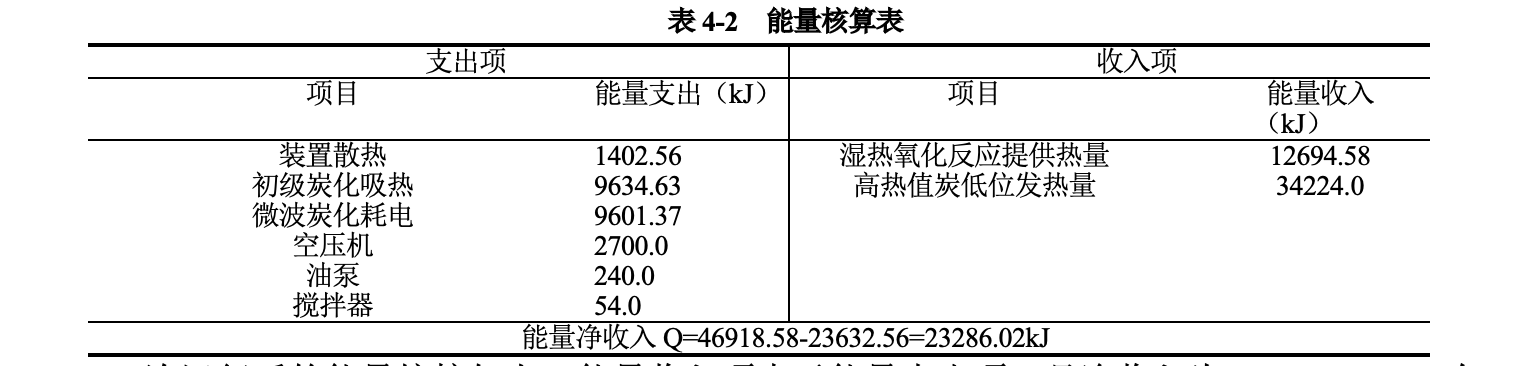 表 4-2 能量核算表
支出项 收入项
项目 能量支出（kJ） 项目 能量收入（kJ）
装置散热 1402.56 湿热氧化反应提供热量 12694.58
初级炭化吸热 9634.63 高热值炭低位发热量 34224.0
微波炭化耗电 9601.37
空压机 2700.0
油泵 240.0
搅拌器 54.0
能量净收入 Q=46918.58-23632.56=23286.02kJ